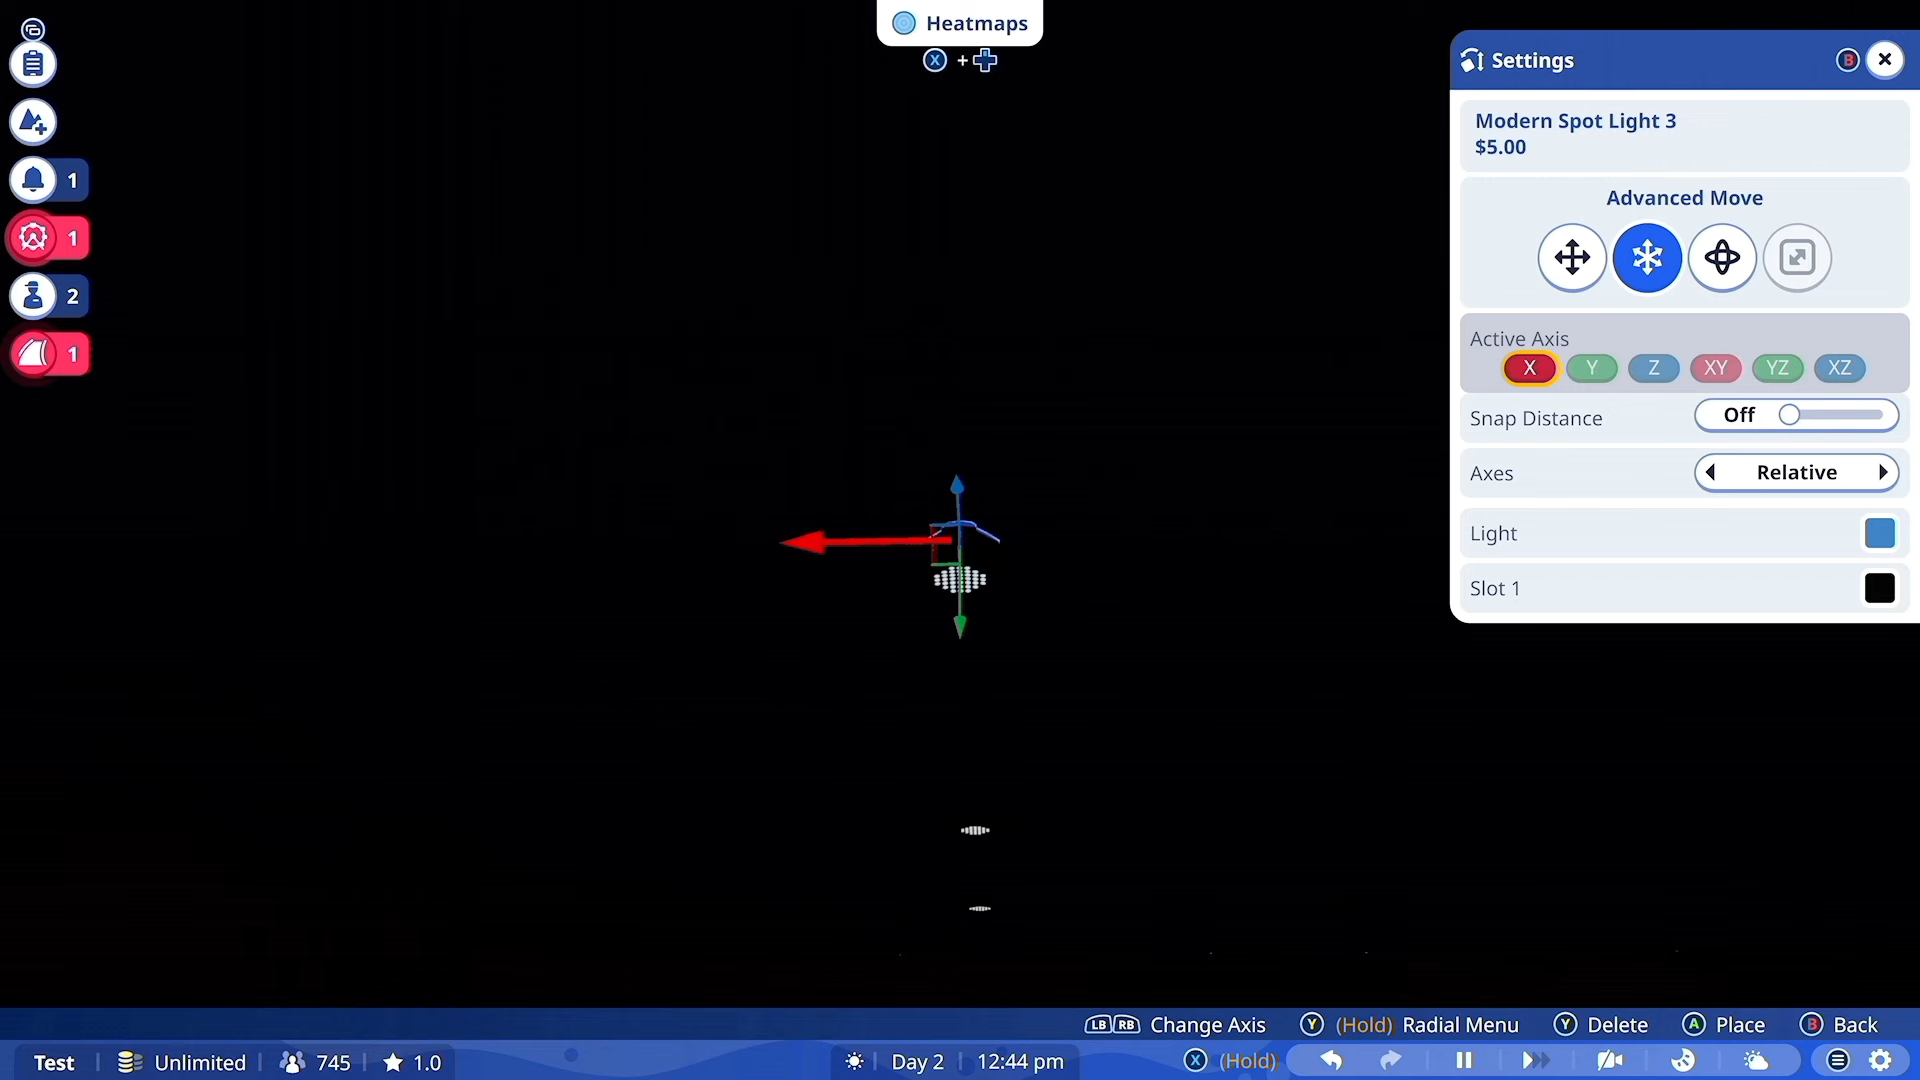 Heatmaps
X +
Settings
B
Modern Spot Light 3
$5.00
Advanced Move
Active Axis
X Y Z XY YZ XZ
Snap Distance Off
Axes Relative
Light
Slot 1
1
1
2
1
LB RB Change Axis Y (Hold) Radial Menu Y Delete A Place B Back
Test Unlimited 745 1.0 Day 2 12:44 pm X (Hold)